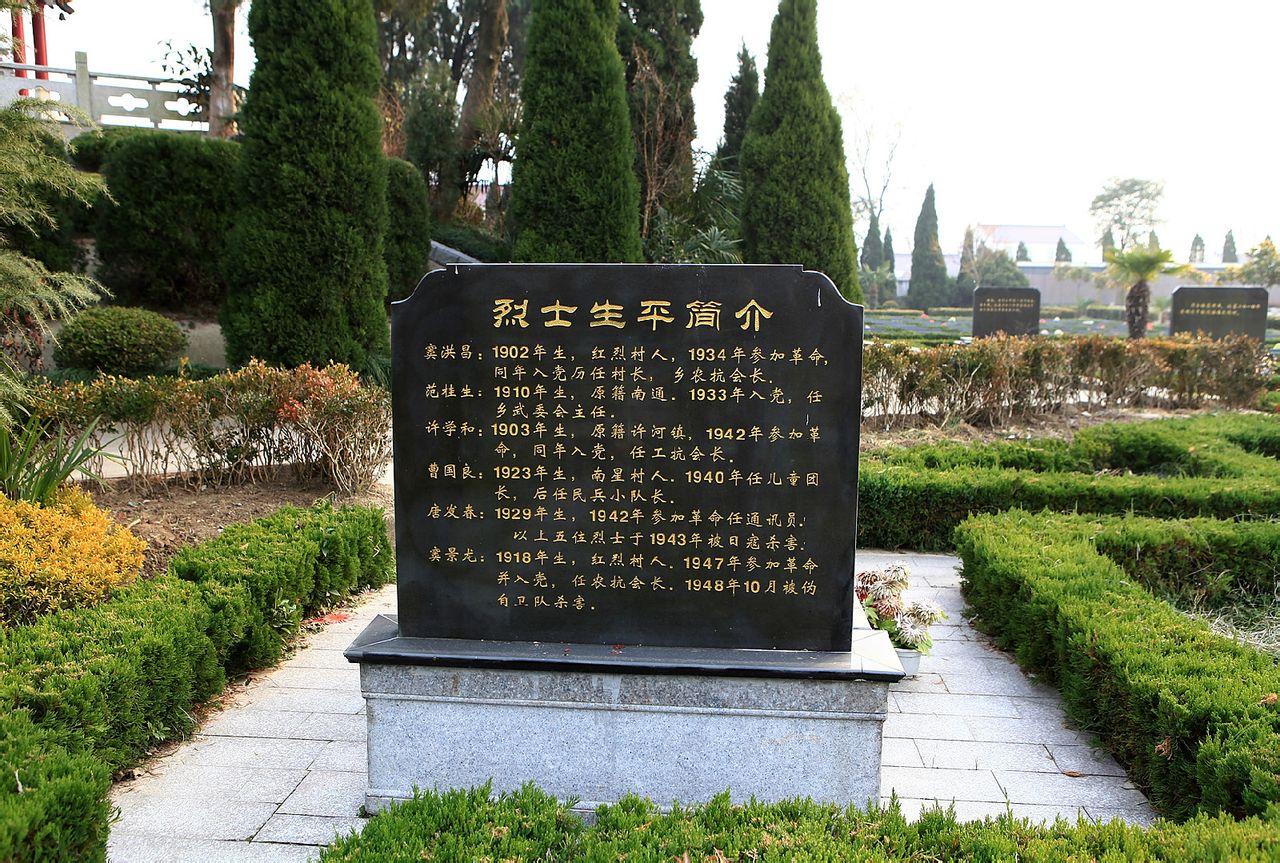 烈士生平简介
窦洪昌：1902年生，红烈村人，1934年参加革命，
同年入党历任村长，乡农抗会长．
范桂生：1910年生，原籍南通．1933年入党，任
乡武委会主任．
许学和：1903年生，原籍许河镇，1942年参加革
命，同年入党，任工抗会长．
曹国良：1923年生，南星村人．1940年任儿童团
长，后任民兵小队长．
唐发春：1929年生，1942年参加革命任通讯员．
以上五位烈士于1943年被日寇杀害．
窦景尤：1918年生，红烈村人．1947年参加革命
并入党，任农抗会长．1948年10月被伪
自卫队杀害．